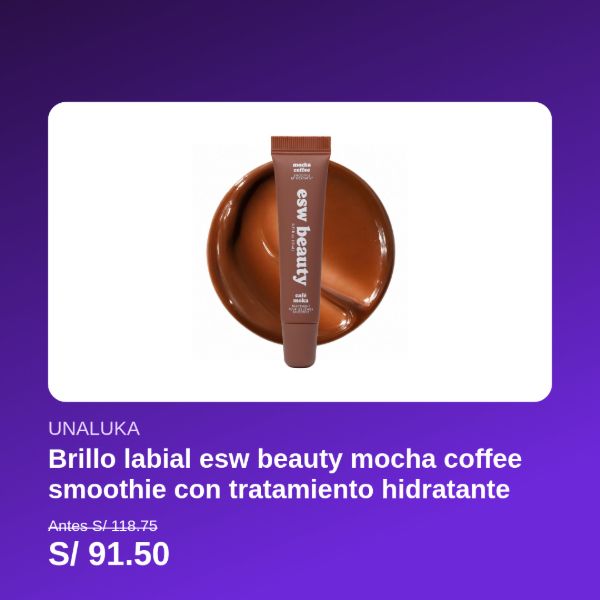 mocha
coffee
esw beauty
café
moka
UNALUKA
Brillo labial esw beauty mocha coffee
smoothie con tratamiento hidratante
Antes S/ 118.75
S/ 91.50